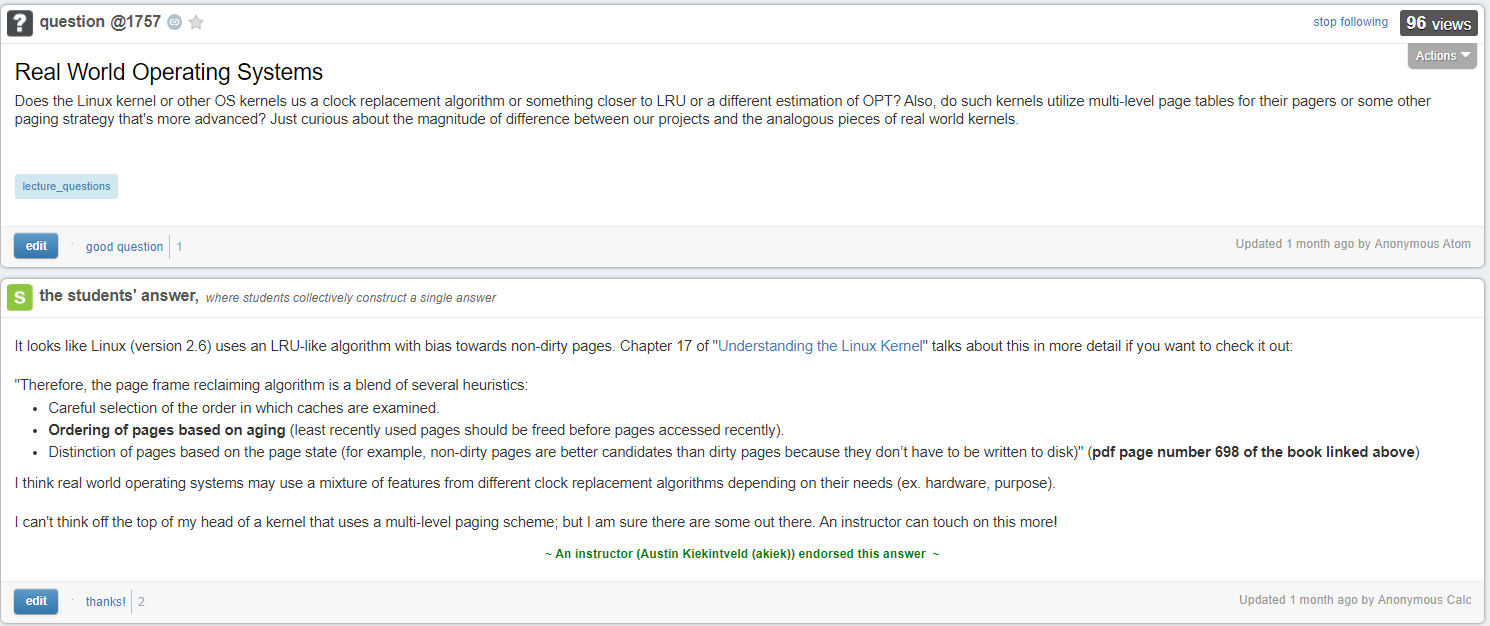 question @1757
stop following
96 views
Actions
Real World Operating Systems
Does the Linux kernel or other OS kernels us a clock replacement algorithm or something closer to LRU or a different estimation of OPT? Also, do such kernels utilize multi-level page tables for their pagers or some other
paging strategy that's more advanced? Just curious about the magnitude of difference between our projects and the analogous pieces of real world kernels.
lecture_questions
edit · good question | 1
Updated 1 month ago by Anonymous Atom
S the students' answer, where students collectively construct a single answer
It looks like Linux (version 2.6) uses an LRU-like algorithm with bias towards non-dirty pages. Chapter 17 of "Understanding the Linux Kernel" talks about this in more detail if you want to check it out:
"Therefore, the page frame reclaiming algorithm is a blend of several heuristics:
• Careful selection of the order in which caches are examined.
• Ordering of pages based on aging (least recently used pages should be freed before pages accessed recently).
• Distinction of pages based on the page state (for example, non-dirty pages are better candidates than dirty pages because they don't have to be written to disk)" (pdf page number 698 of the book linked above)
I think real world operating systems may use a mixture of features from different clock replacement algorithms depending on their needs (ex. hardware, purpose).
I can't think off the top of my head of a kernel that uses a multi-level paging scheme; but I am sure there are some out there. An instructor can touch on this more!
~ An instructor (Austin Kiekintveld (akiek)) endorsed this answer ~
edit · thanks! | 2
Updated 1 month ago by Anonymous Calc